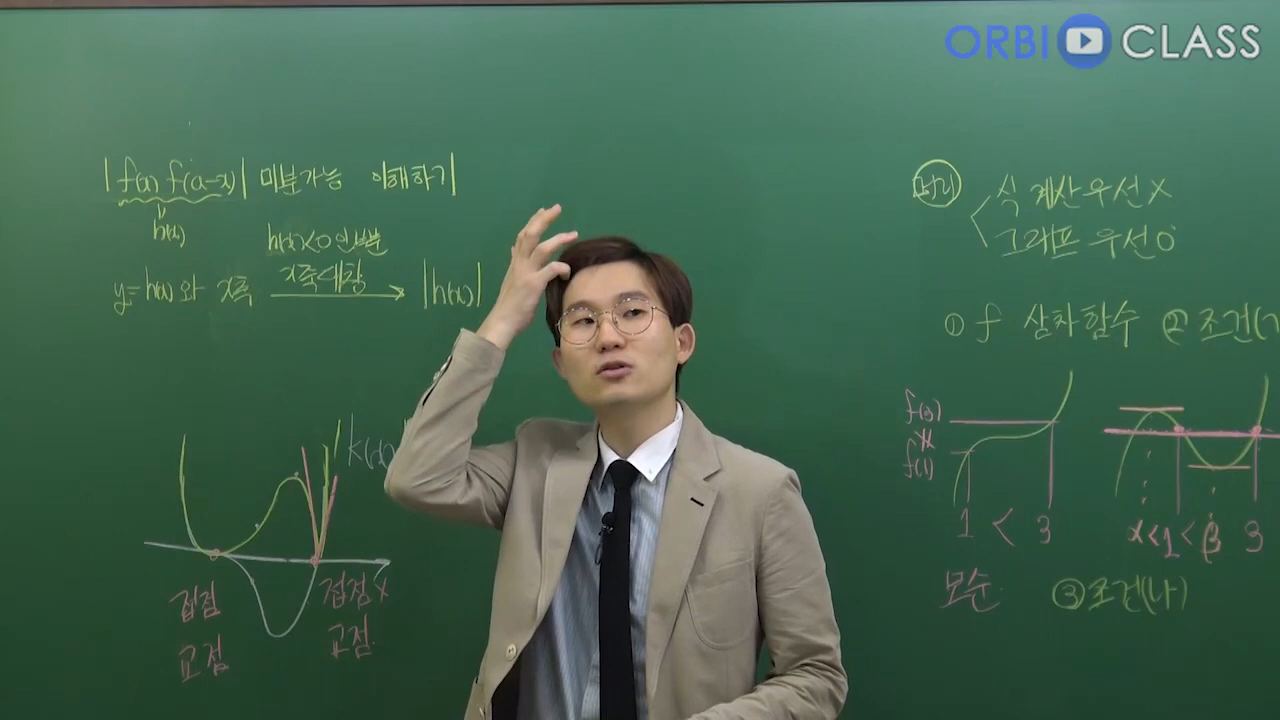 ORBI CLASS
|f(x) f(a-x)| 미분가능 이해하기
h(x)
h(x)<0인 부분
x축대칭
y=h(x)와 x축 → |h(x)|
k(x)
접점
교점
접점x
교점.
식 계산우선 X
그래프 우선 O
① f 삼차함수 ② 조건(가
f(3)
f(1)
1 < 3
α<1<β 3
모순 ③조건(나)